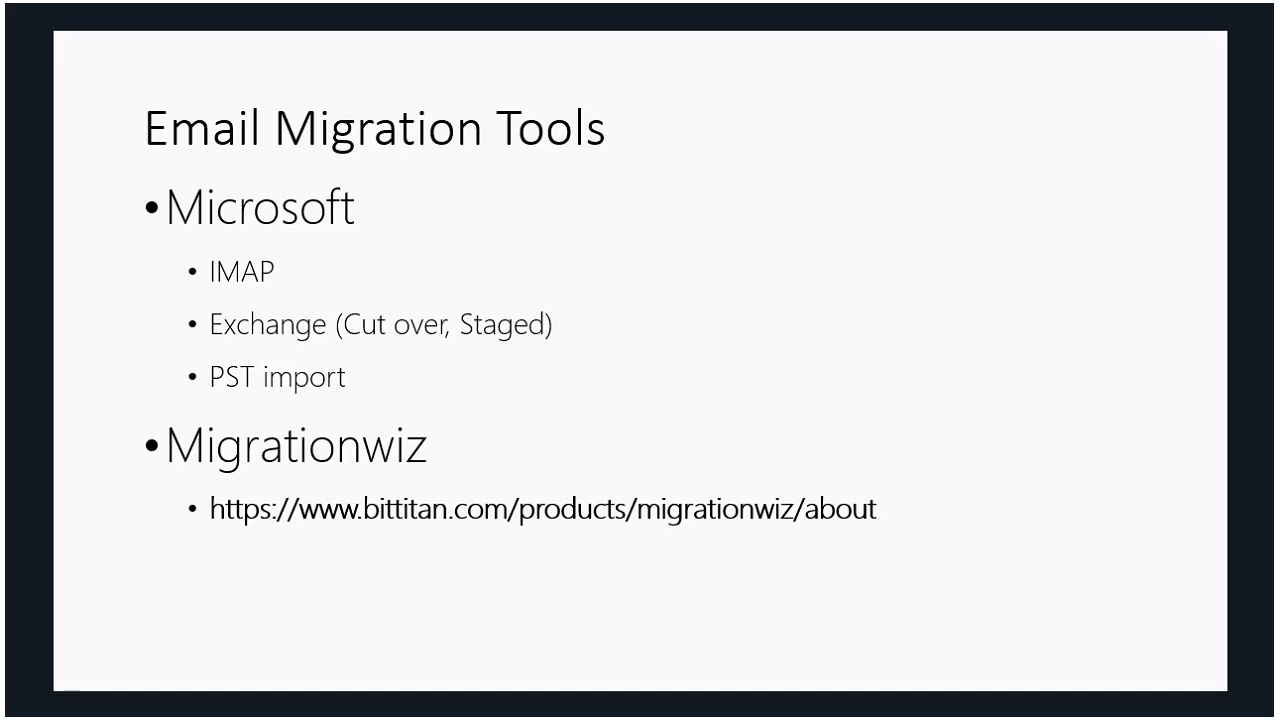 Email Migration Tools
•Microsoft
• IMAP
• Exchange (Cut over, Staged)
• PST import
•Migrationwiz
• https://www.bittitan.com/products/migrationwiz/about